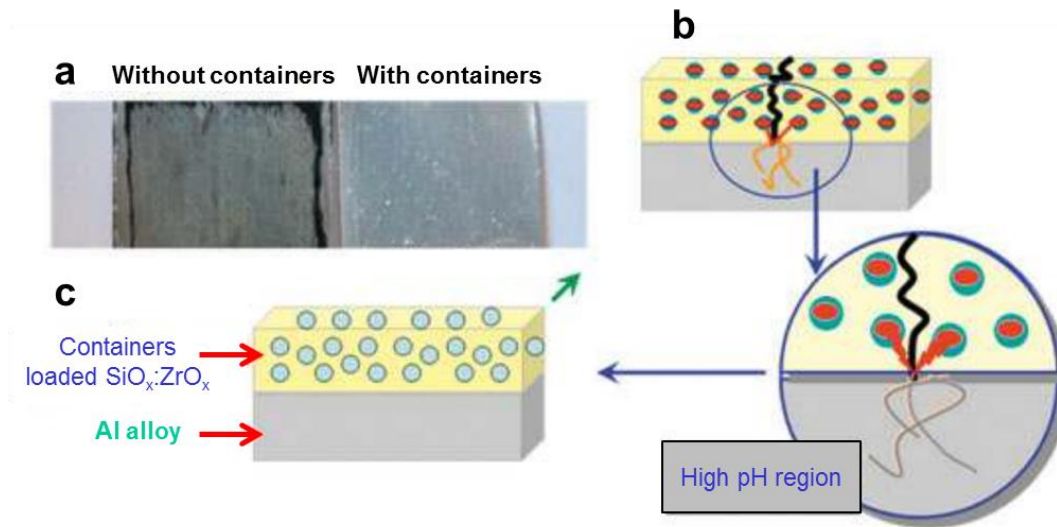 a
Without containers
With containers
b
c
Containers
loaded SiOₓ:ZrOₓ
Al alloy
High pH region